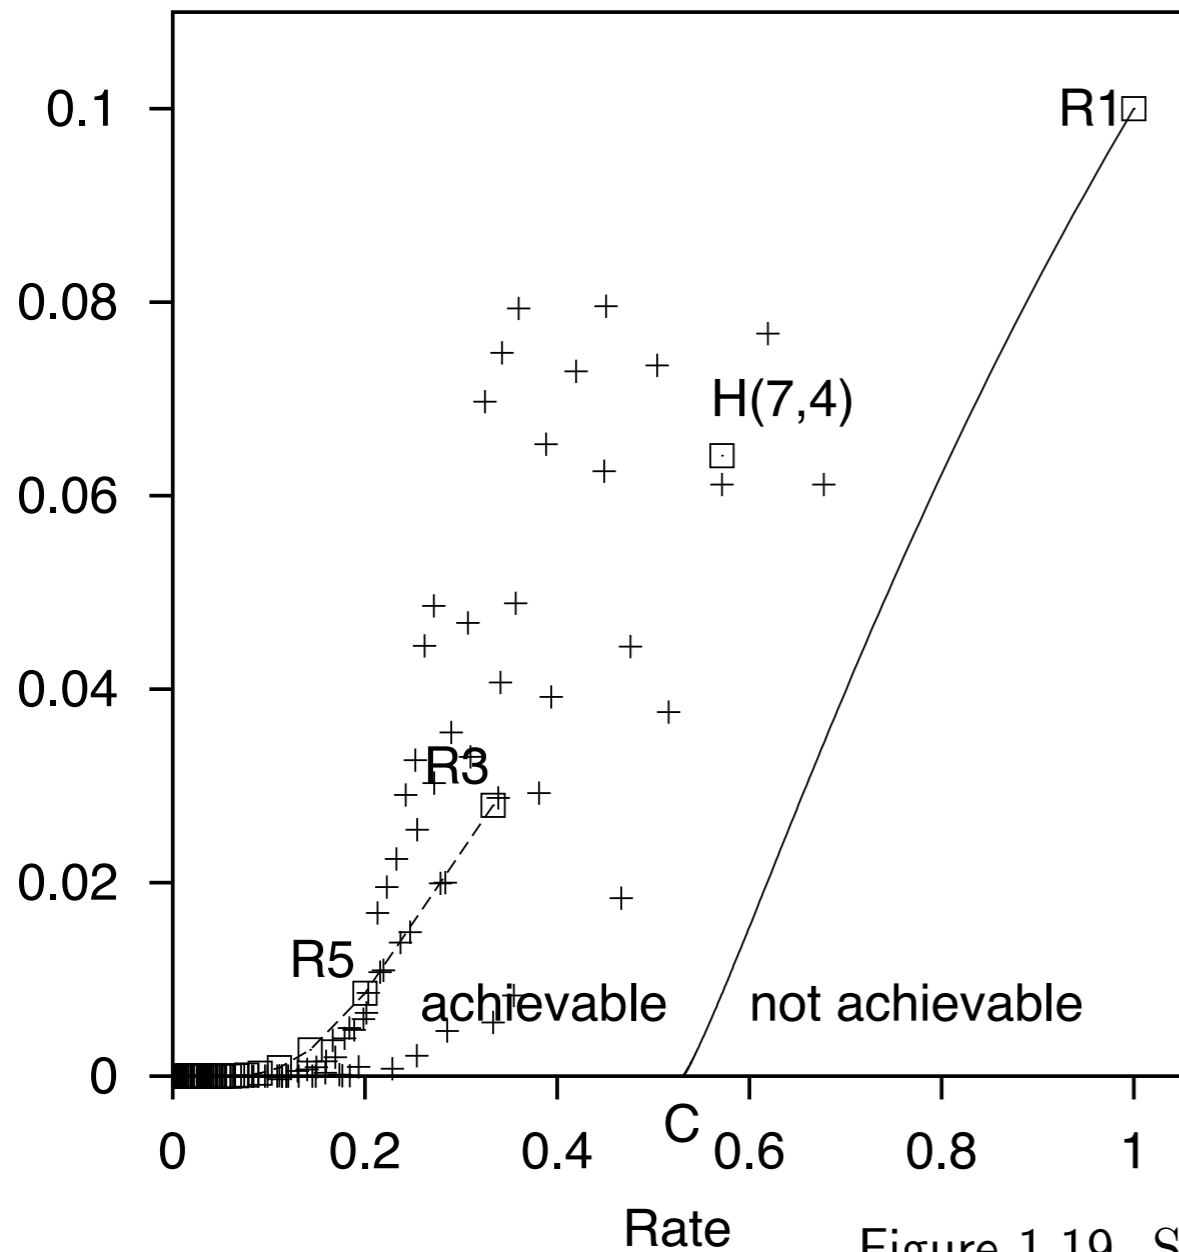 0.1
R1
0.08
H(7,4)
0.06
0.04
R3
0.02
R5
achievable
not achievable
0
C
0 0.2 0.4 0.6 0.8 1
Rate
Figure 1.19. S